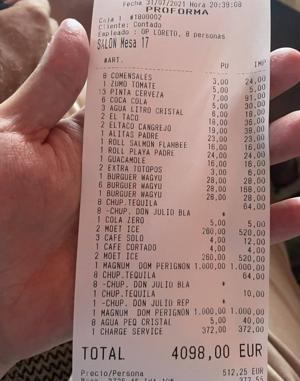 Fecha 31/07/2021 Hora 20:39:08
PROFORMA
Caja 1 #1800002
Cliente: Contado
Empleado : OP LORETO, 8 personas
SALON Mesa 17
#ART. PU IMP
8 COMENSALES 3,00 24,00
1 ZUMO TOMATE 5,00 5,00
13 PINTA CERVEZA 7,00 91,00
6 COCA COLA 5,00 30,00
3 AGUA LITRO CRISTAL 6,00 18,00
2 EL TACO 18,00 36,00
2 ELTACO CANGREJO 19,00 38,00
1 ALITAS PADRE 23,00 23,00
1 ROLL SALMON FLAMBEE 16,00 16,00
1 ROLL PLAYA PADRE 24,00 24,00
1 GUACAMOLE 16,00 16,00
2 EXTRA TOTOPOS 3,00 6,00
1 BURGUER WAGYU 28,00 28,00
6 BURGUER WAGYU 28,00 168,00
1 BURGUER WAGYU 28,00 28,00
8 CHUP.TEQUILA 64,00
8 -CHUP. DON JULIO BLA *
1 COLA ZERO 5,00 5,00
2 MOET ICE 260,00 520,00
3 CAFE SOLO 4,00 12,00
1 CAFE CORTADO 4,00 4,00
2 MOET ICE 260,00 520,00
1 MAGNUM DOM PERIGNON 1.000,00 1.000,00
8 CHUP.TEQUILA 64,00
8 -CHUP. DON JULIO BLA *
1 CHUP.TEQUILA 10,00
1 -CHUP. DON JULIO REP *
1 MAGNUM DOM PERIGNON 1.000,00 1.000,00
8 AGUA PEQ CRISTAL 5,00 40,00
1 CHARGE SERVICE 372,00 372,00
TOTAL 4098,00 EUR
Precio/Persona 512,25 EUR